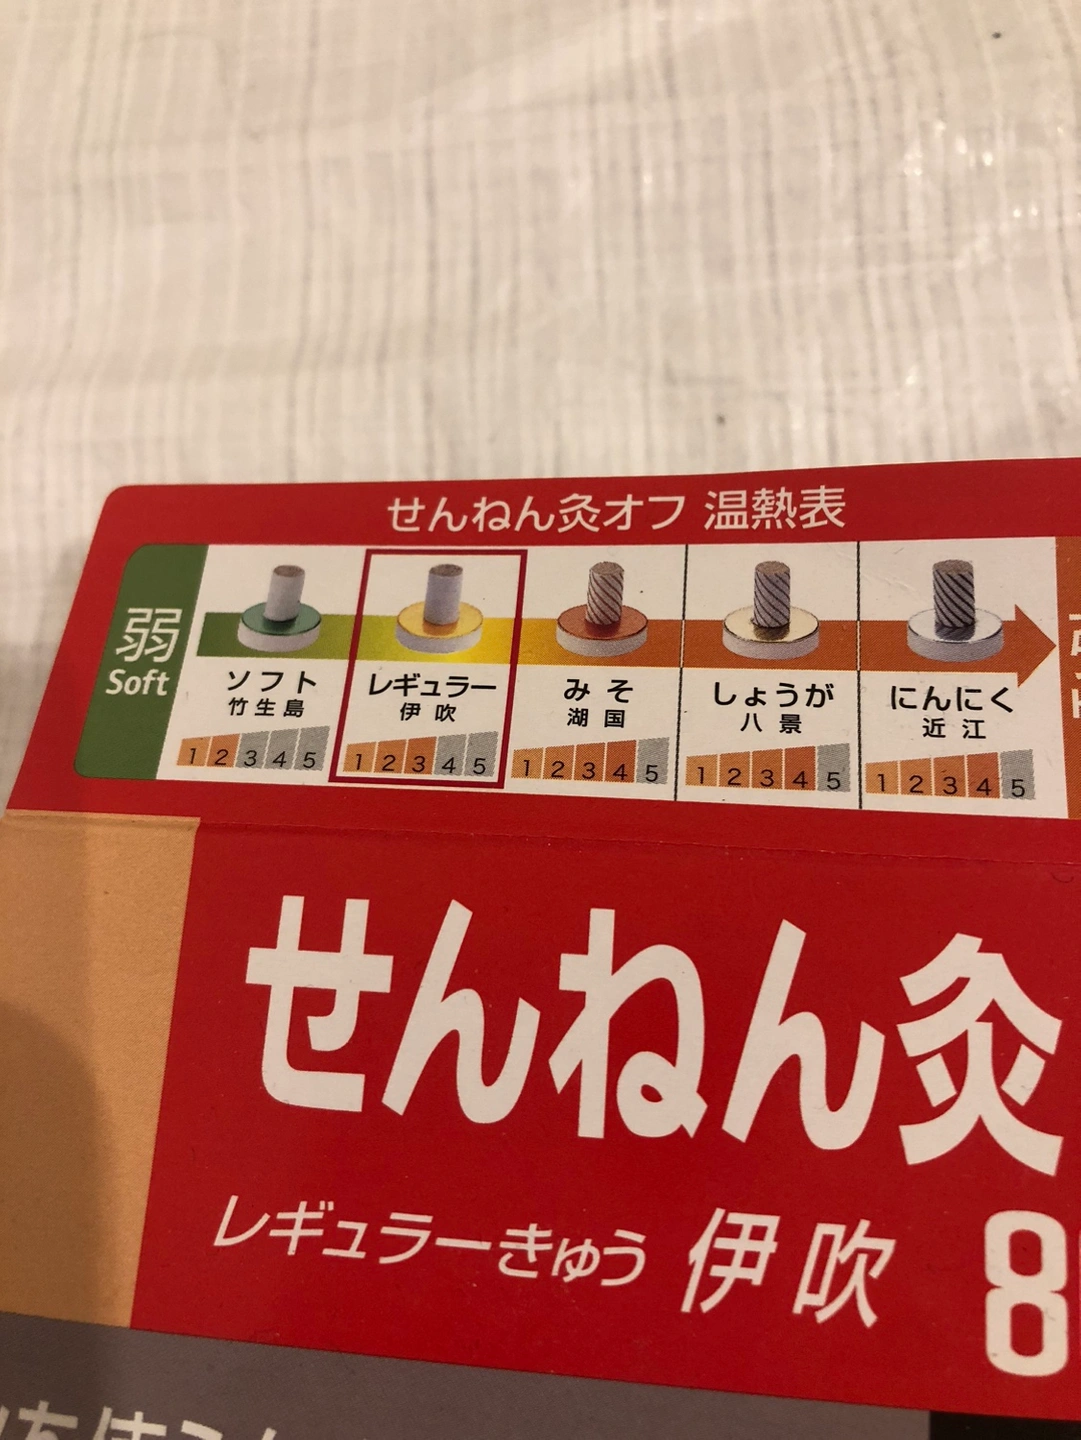 せんねん灸オフ 温熱表
弱
Soft
ソフト
竹生島
1 2 3 4 5
レギュラー
伊吹
1 2 3 4 5
みそ
湖国
1 2 3 4 5
しょうが
八景
1 2 3 4 5
にんにく
近江
1 2 3 4 5
せんねん灸
レギュラーきゅう 伊吹 8